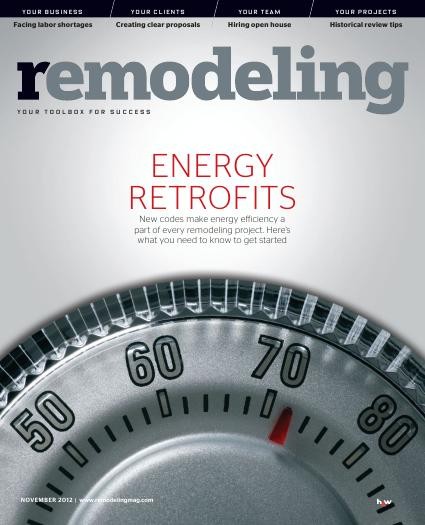 YOUR BUSINESS YOUR CLIENTS YOUR TEAM YOUR PROJECTS
Facing labor shortages Creating clear proposals Hiring open house Historical review tips
remodeling
YOUR TOOLBOX FOR SUCCESS
ENERGY
RETROFITS
New codes make energy efficiency a
part of every remodeling project. Here's
what you need to know to get started
50 60 70 80
NOVEMBER 2012 | www.remodelingmag.com